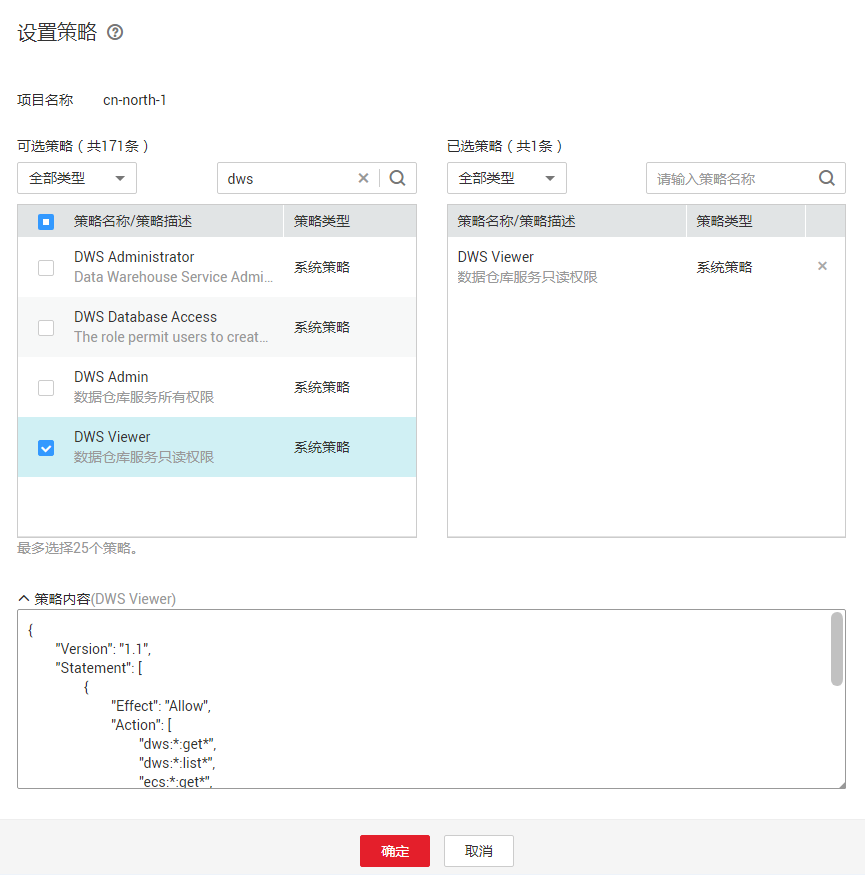 设置策略 ?
项目名称 cn-north-1
可选策略（共171条）
全部类型 dws
策略名称/策略描述 策略类型
DWS Administrator
Data Warehouse Service Admi...
系统策略
DWS Database Access
The role permit users to creat...
系统策略
DWS Admin
数据仓库服务所有权限
系统策略
DWS Viewer
数据仓库服务只读权限
系统策略
最多选择25个策略。
已选策略（共1条）
全部类型 请输入策略名称
策略名称/策略描述 策略类型
DWS Viewer
数据仓库服务只读权限
系统策略
策略内容(DWS Viewer)
{
"Version": "1.1",
"Statement": [
{
"Effect": "Allow",
"Action": [
"dws:*:get*",
"dws:*:list*",
"ecs:*:get*",
确定 取消